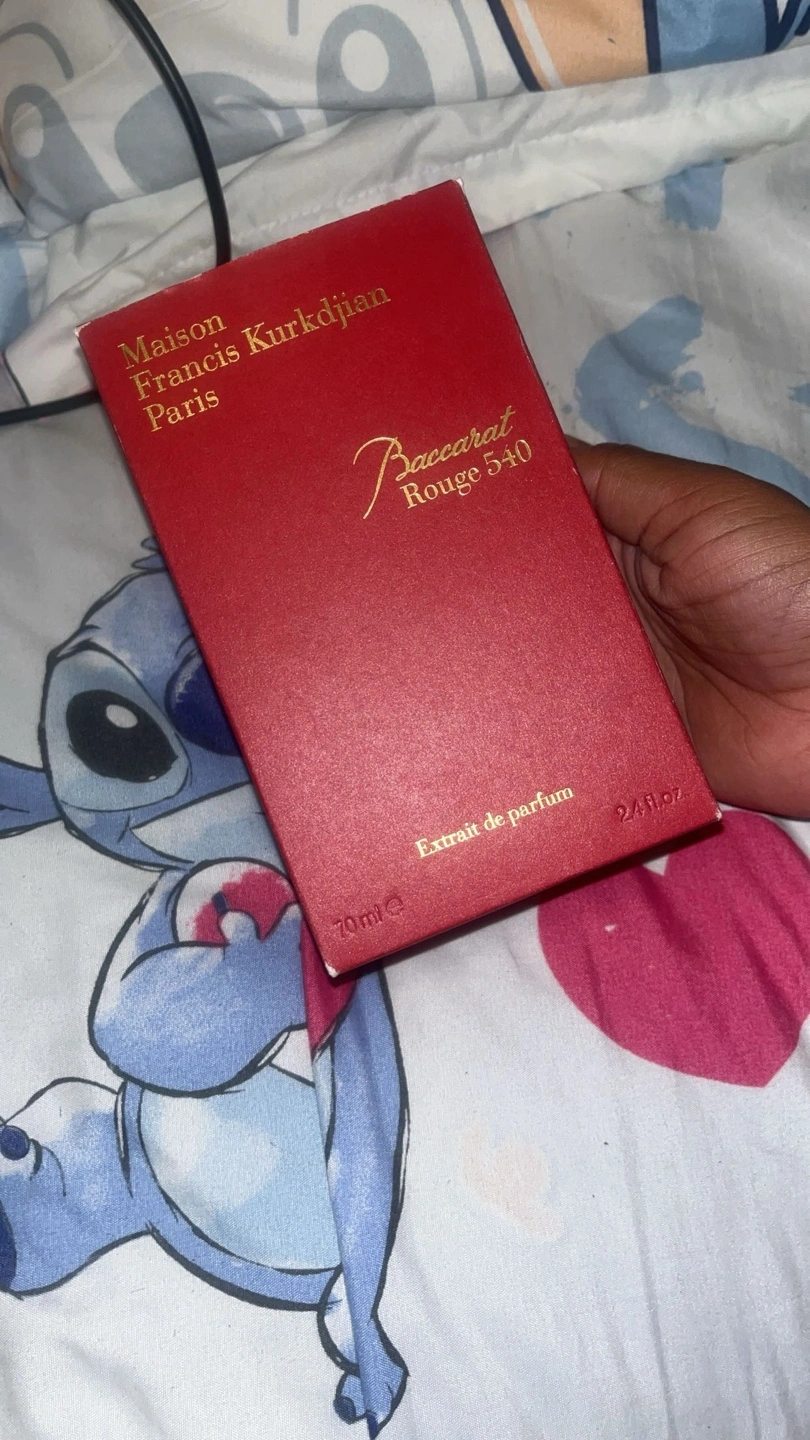 Maison
Francis Kurkdjian
Paris
Baccarat
Rouge 540
Extrait de parfum
2.4 fl.oz.
70 ml ℮